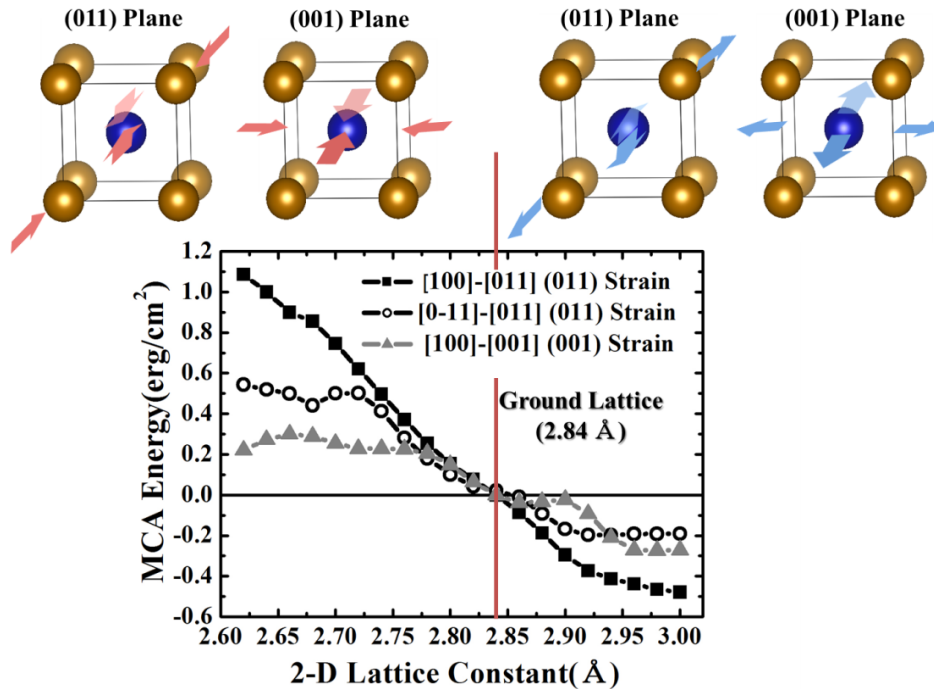 (011) Plane (001) Plane (011) Plane (001) Plane
1.2
1.0
0.8
0.6
0.4
0.2
0.0
-0.2
-0.4
-0.6
MCA Energy(erg/cm²)
[100]-[011] (011) Strain
[0-11]-[011] (011) Strain
[100]-[001] (001) Strain
Ground Lattice
(2.84 Å)
2.60 2.65 2.70 2.75 2.80 2.85 2.90 2.95 3.00
2-D Lattice Constant(Å)